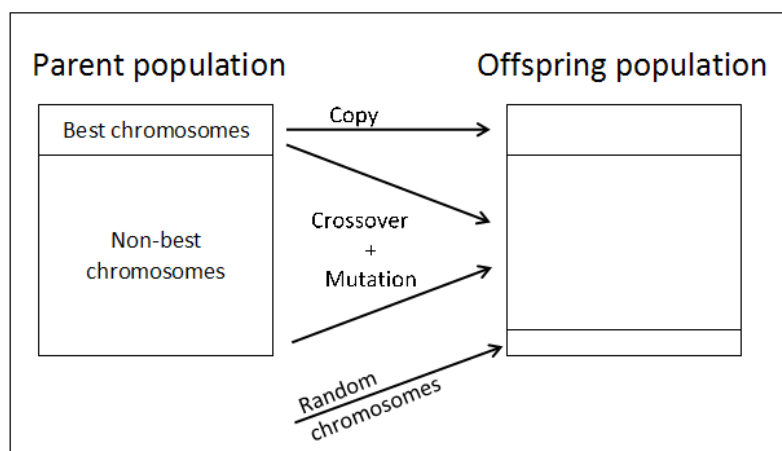 Parent population
Offspring population
Best chromosomes
Copy
Non-best
chromosomes
Crossover
+
Mutation
Random
chromosomes